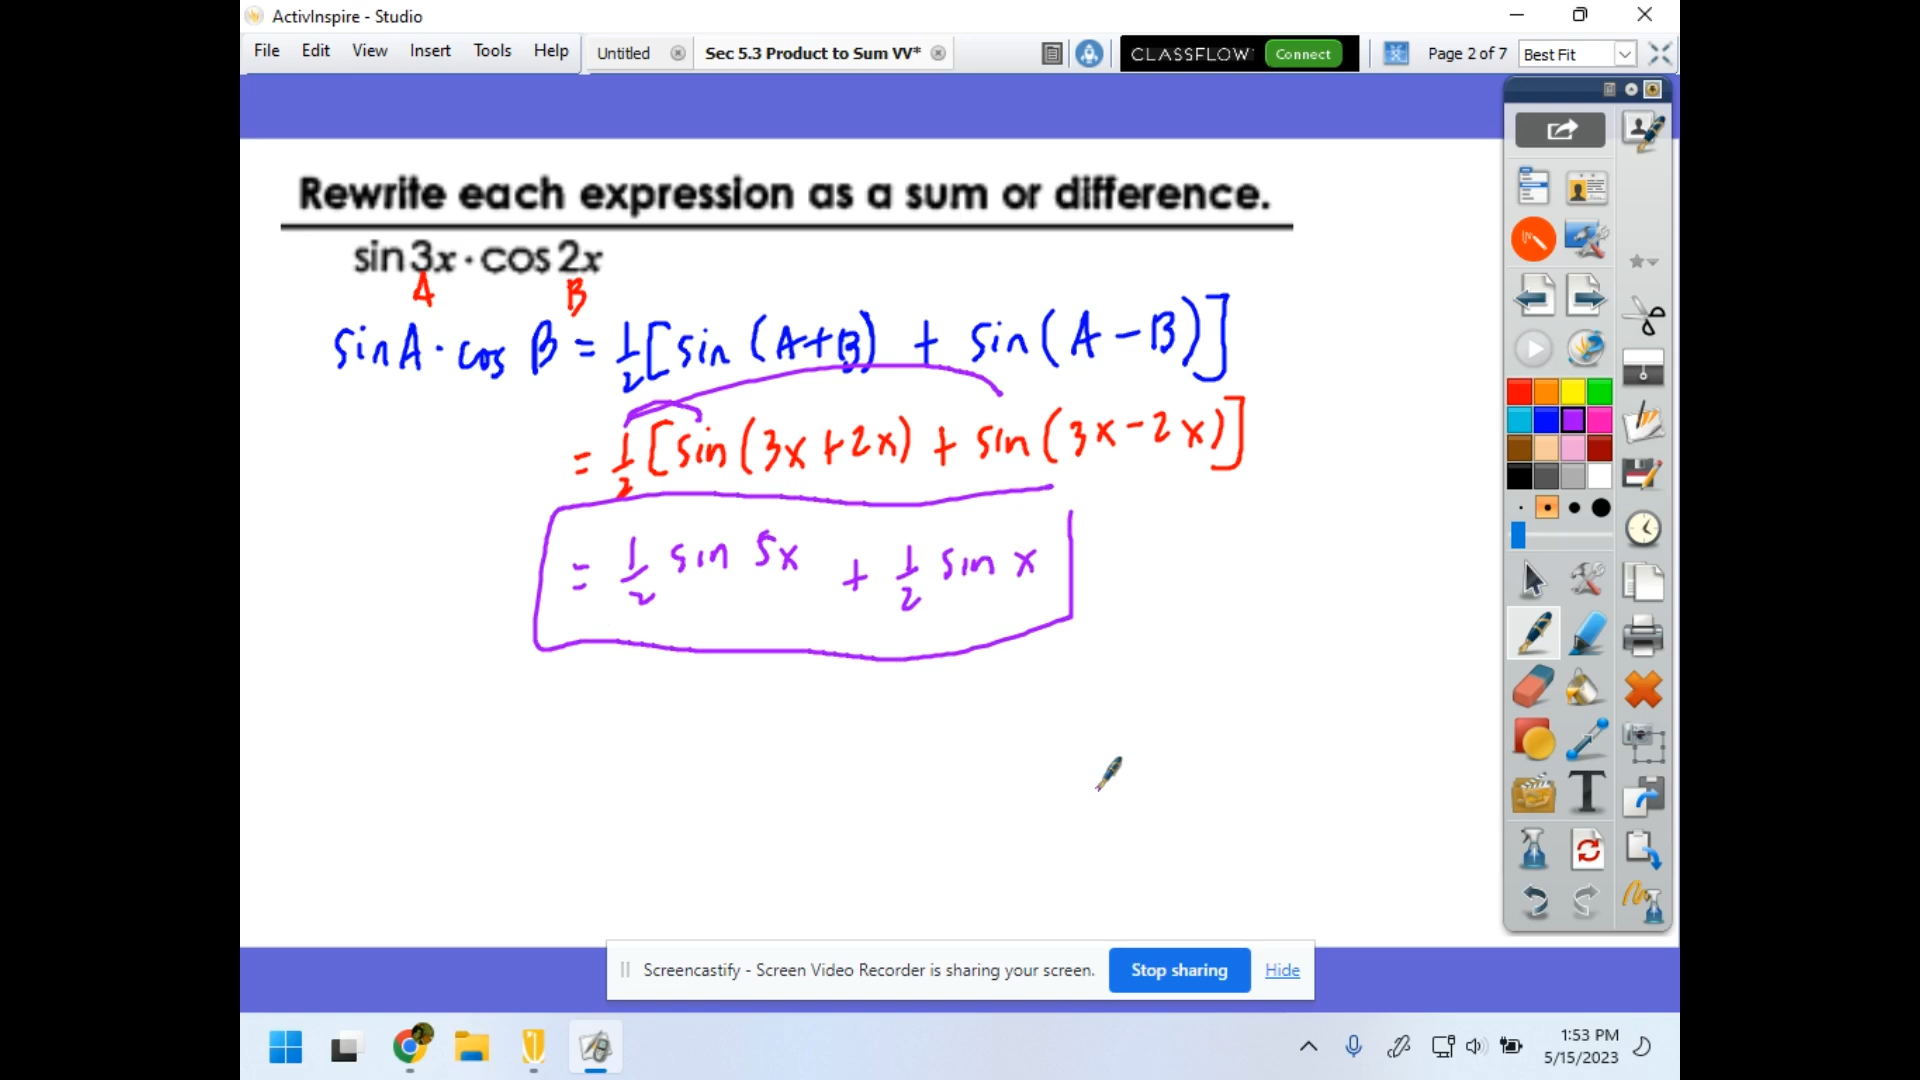 ActivInspire - Studio
File Edit View Insert Tools Help Untitled Sec 5.3 Product to Sum VV* CLASSFLOW Connect Page 2 of 7 Best Fit
Rewrite each expression as a sum or difference.
sin 3x · cos 2x
A B
sin A · cos B = 1/2 [sin (A+B) + sin (A - B)]
= 1/2 [sin (3x + 2x) + sin (3x - 2x)]
= 1/2 sin 5x + 1/2 sin x
T
Screencastify - Screen Video Recorder is sharing your screen. Stop sharing Hide
1:53 PM
5/15/2023